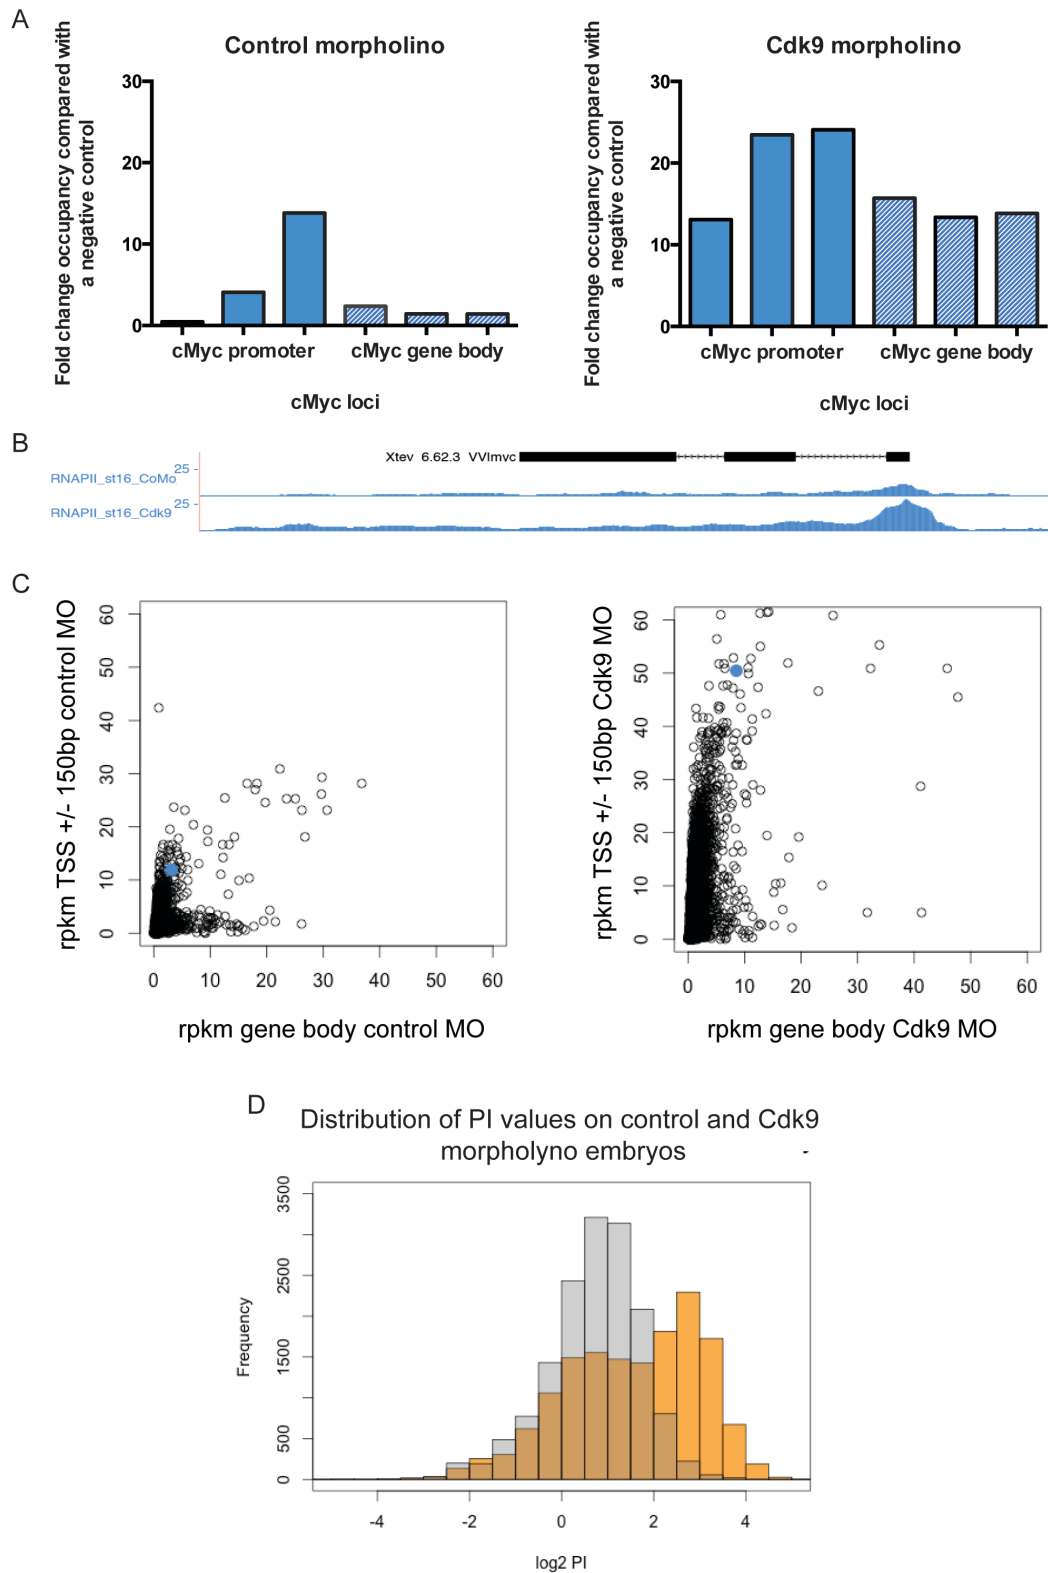 A
Control morpholino
Fold change occupancy compared with
a negative control
30
20
10
0
cMyc promoter
cMyc gene body
cMyc loci
Cdk9 morpholino
Fold change occupancy compared with
a negative control
30
20
10
0
cMyc promoter
cMyc gene body
cMyc loci
B
Xtev 6.62.3 VVImvc
RNAPII_st16_CoMo
25
RNAPII_st16_Cdk9
25
C
rpkm TSS +/- 150bp control MO
60
50
40
30
20
10
0
0 10 20 30 40 50 60
rpkm gene body control MO
rpkm TSS +/- 150bp Cdk9 MO
60
50
40
30
20
10
0
0 10 20 30 40 50 60
rpkm gene body Cdk9 MO
D
Distribution of PI values on control and Cdk9
morpholyno embryos
Frequency
3500
2500
1500
500
0
-4 -2 0 2 4
log2 PI